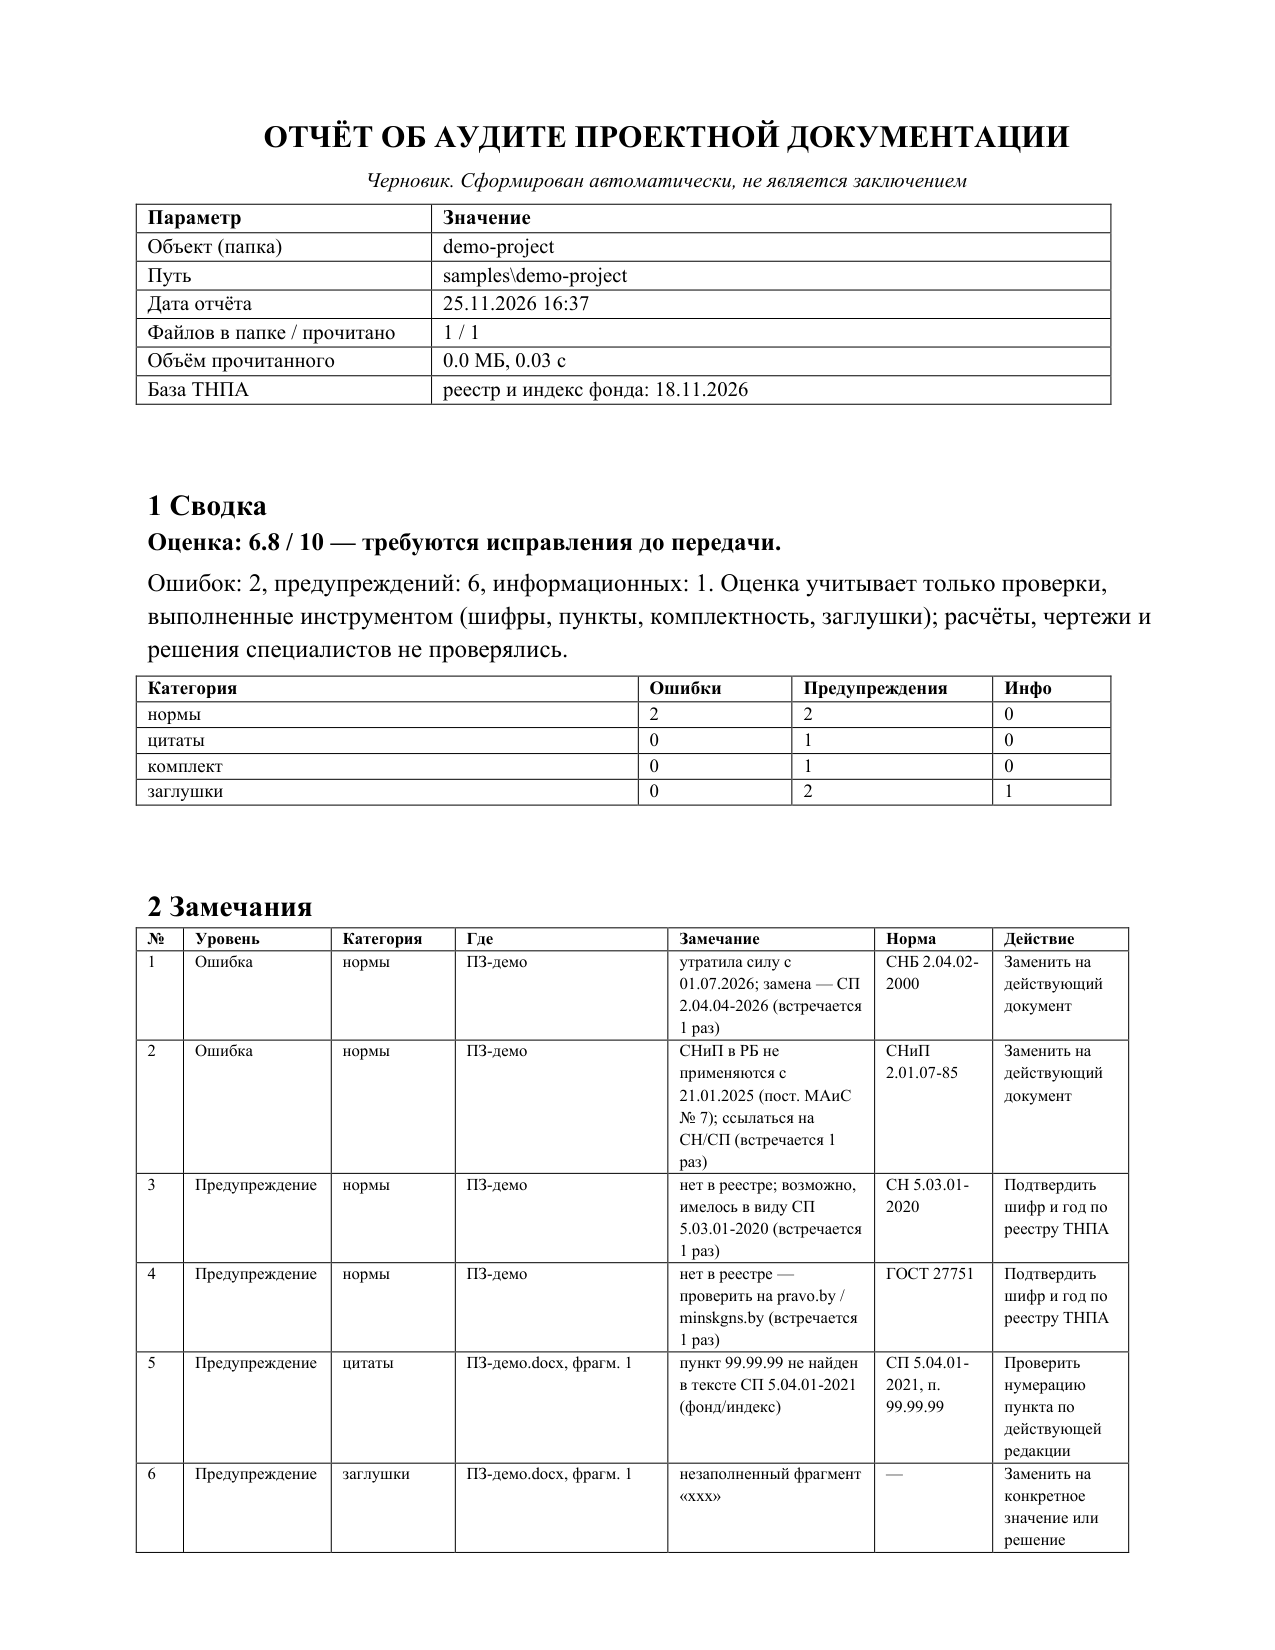 ОТЧЁТ ОБ АУДИТЕ ПРОЕКТНОЙ ДОКУМЕНТАЦИИ
Черновик. Сформирован автоматически, не является заключением
Параметр Значение
Объект (папка) demo-project
Путь samples\demo-project
Дата отчёта 25.11.2026 16:37
Файлов в папке / прочитано 1 / 1
Объём прочитанного 0.0 МБ, 0.03 с
База ТНПА реестр и индекс фонда: 18.11.2026
1 Сводка
Оценка: 6.8 / 10 — требуются исправления до передачи.
Ошибок: 2, предупреждений: 6, информационных: 1. Оценка учитывает только проверки,
выполненные инструментом (шифры, пункты, комплектность, заглушки); расчёты, чертежи и
решения специалистов не проверялись.
Категория Ошибки Предупреждения Инфо
нормы 2 2 0
цитаты 0 1 0
комплект 0 1 0
заглушки 0 2 1
2 Замечания
№ Уровень Категория Где Замечание Норма Действие
1 Ошибка нормы ПЗ-демо утратила силу с СНБ 2.04.02- Заменить на
01.07.2026; замена — СП 2000 действующий
2.04.04-2026 (встречается документ
1 раз)
2 Ошибка нормы ПЗ-демо СНиП в РБ не СНиП Заменить на
применяются с 2.01.07-85 действующий
21.01.2025 (пост. МАиС документ
№ 7); ссылаться на
СН/СП (встречается 1
раз)
3 Предупреждение нормы ПЗ-демо нет в реестре; возможно, СН 5.03.01- Подтвердить
имелось в виду СП 2020 шифр и год по
5.03.01-2020 (встречается реестру ТНПА
1 раз)
4 Предупреждение нормы ПЗ-демо нет в реестре — ГОСТ 27751 Подтвердить
проверить на pravo.by / шифр и год по
minskgns.by (встречается реестру ТНПА
1 раз)
5 Предупреждение цитаты ПЗ-демо.docx, фрагм. 1 пункт 99.99.99 не найден СП 5.04.01- Проверить
в тексте СП 5.04.01-2021 2021, п. нумерацию
(фонд/индекс) 99.99.99 пункта по
действующей
редакции
6 Предупреждение заглушки ПЗ-демо.docx, фрагм. 1 незаполненный фрагмент — Заменить на
«xxx» конкретное
значение или
решение